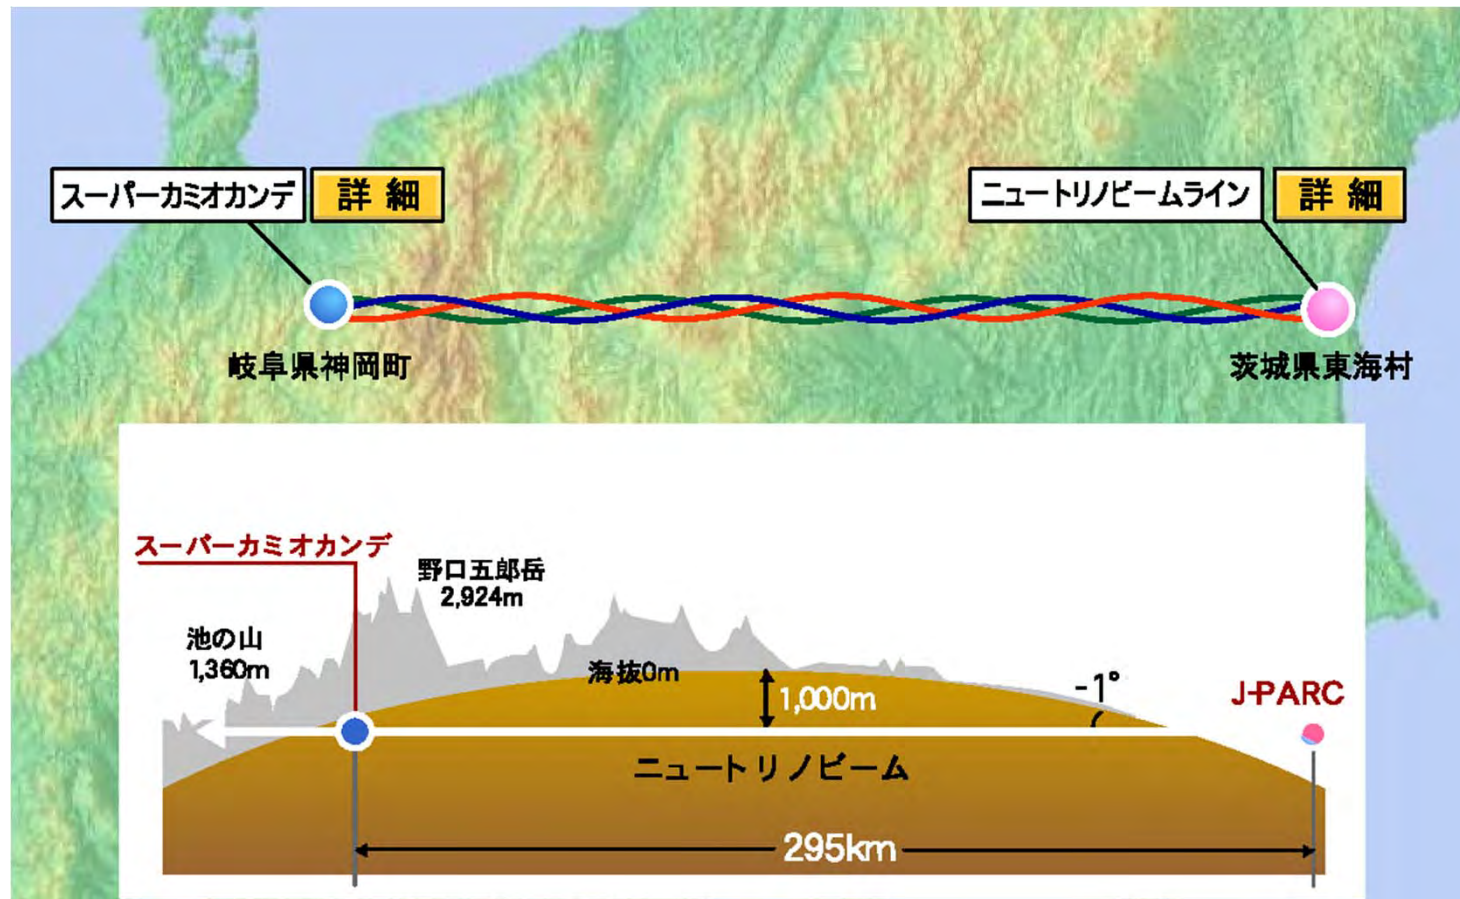 スーパーカミオカンデ
詳細
ニュートリノビームライン
詳細
岐阜県神岡町
茨城県東海村
スーパーカミオカンデ
野口五郎岳
2,924m
池の山
1,360m
海抜0m
1,000m
-1°
J-PARC
ニュートリノビーム
295km